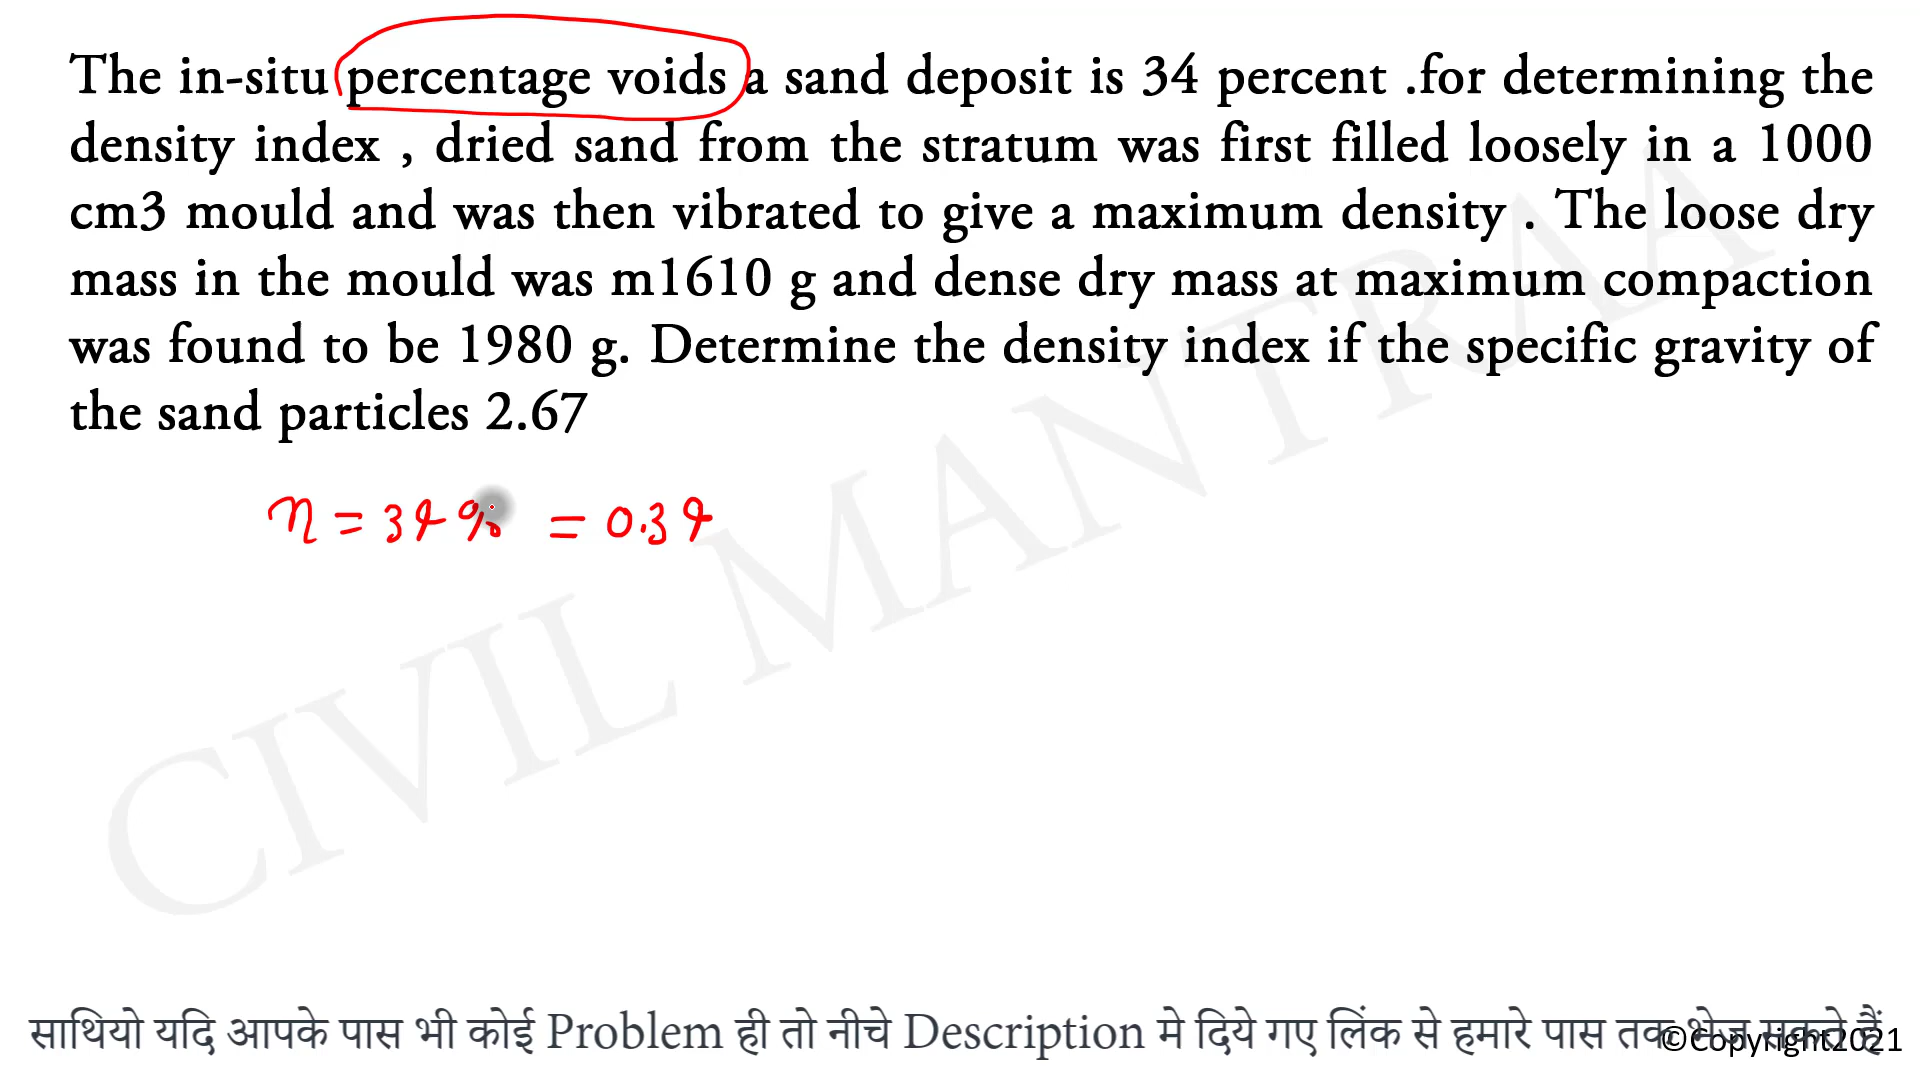 The in-situ percentage voids a sand deposit is 34 percent .for determining the
density index , dried sand from the stratum was first filled loosely in a 1000
cm3 mould and was then vibrated to give a maximum density . The loose dry
mass in the mould was m1610 g and dense dry mass at maximum compaction
was found to be 1980 g. Determine the density index if the specific gravity of
the sand particles 2.67
η = 34 % = 0.34
CIVIL MANTRAA
साथियो यदि आपके पास भी कोई Problem ही तो नीचे Description मे दिये गए लिंक से हमारे पास तक भेज सकते हैं
©Copyright2021